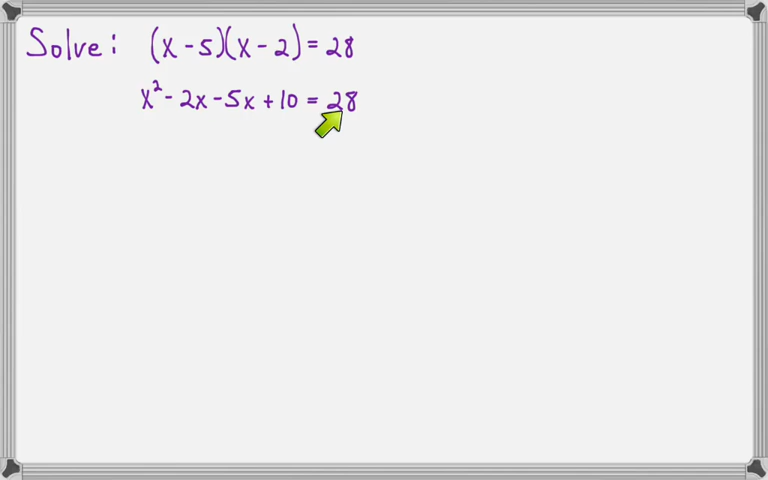 Solve: (x - 5)(x - 2) = 28
x² - 2x - 5x + 10 = 28